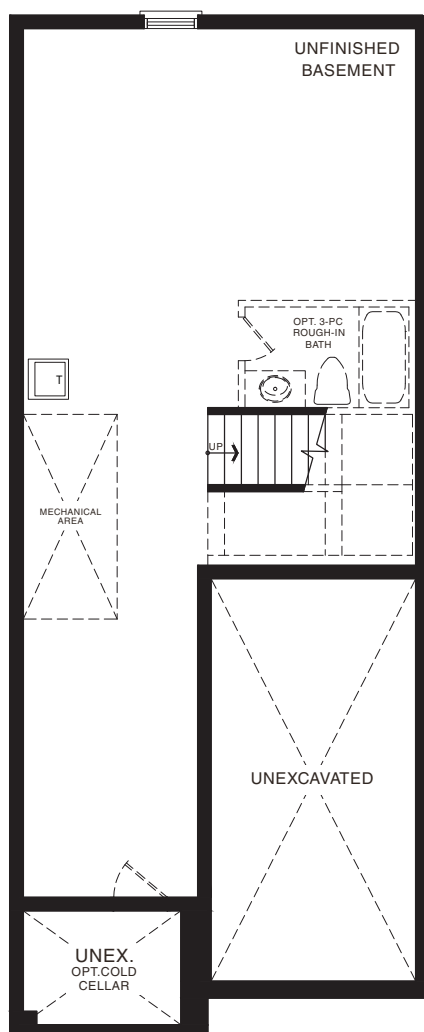 UNFINISHED
BASEMENT
OPT. 3-PC
ROUGH-IN
BATH
T
UP
MECHANICAL
AREA
UNEXCAVATED
UNEX.
OPT.COLD
CELLAR